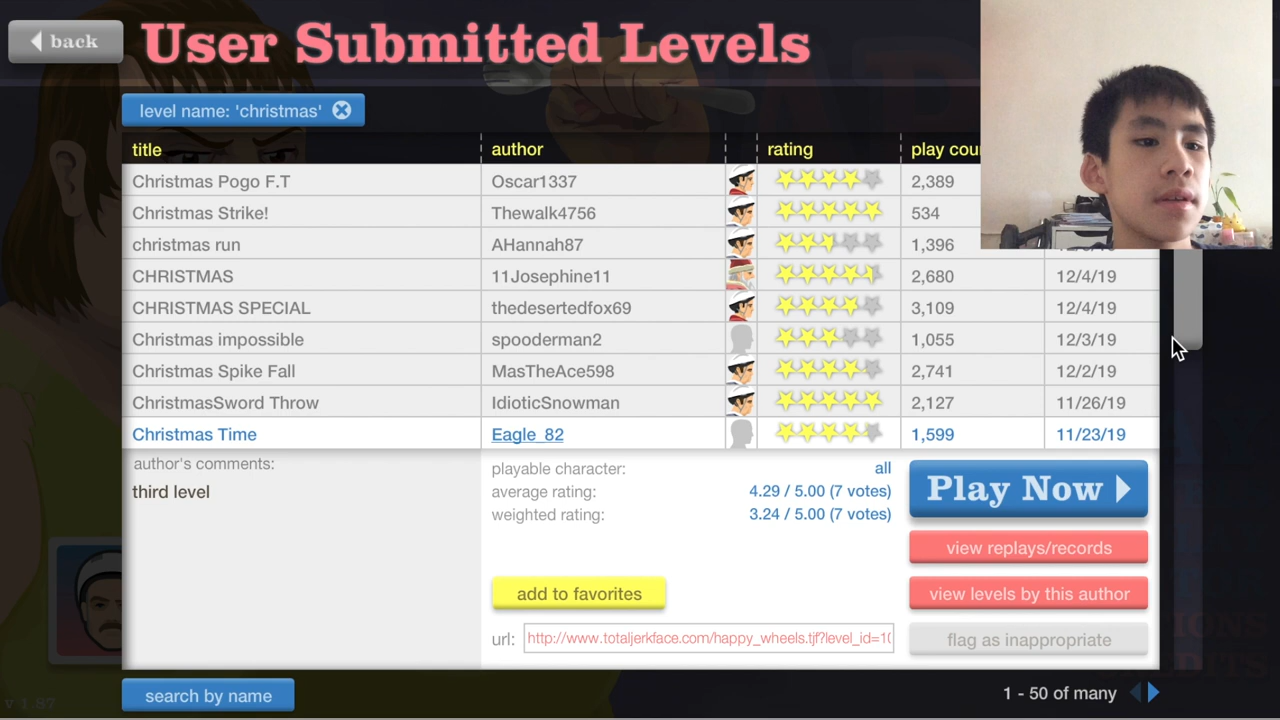 back
User Submitted Levels
level name: 'christmas'
title author rating play cou
Christmas Pogo F.T Oscar1337 2,389
Christmas Strike! Thewalk4756 534
christmas run AHannah87 1,396
CHRISTMAS 11Josephine11 2,680 12/4/19
CHRISTMAS SPECIAL thedesertedfox69 3,109 12/4/19
Christmas impossible spooderman2 1,055 12/3/19
Christmas Spike Fall MasTheAce598 2,741 12/2/19
ChristmasSword Throw IdioticSnowman 2,127 11/26/19
Christmas Time Eagle_82 1,599 11/23/19
author's comments:
third level
playable character: all
average rating: 4.29 / 5.00 (7 votes)
weighted rating: 3.24 / 5.00 (7 votes)
add to favorites
url: http://www.totaljerkface.com/happy_wheels.tjf?level_id=1
Play Now
view replays/records
view levels by this author
flag as inappropriate
search by name
1 - 50 of many
v 1.87